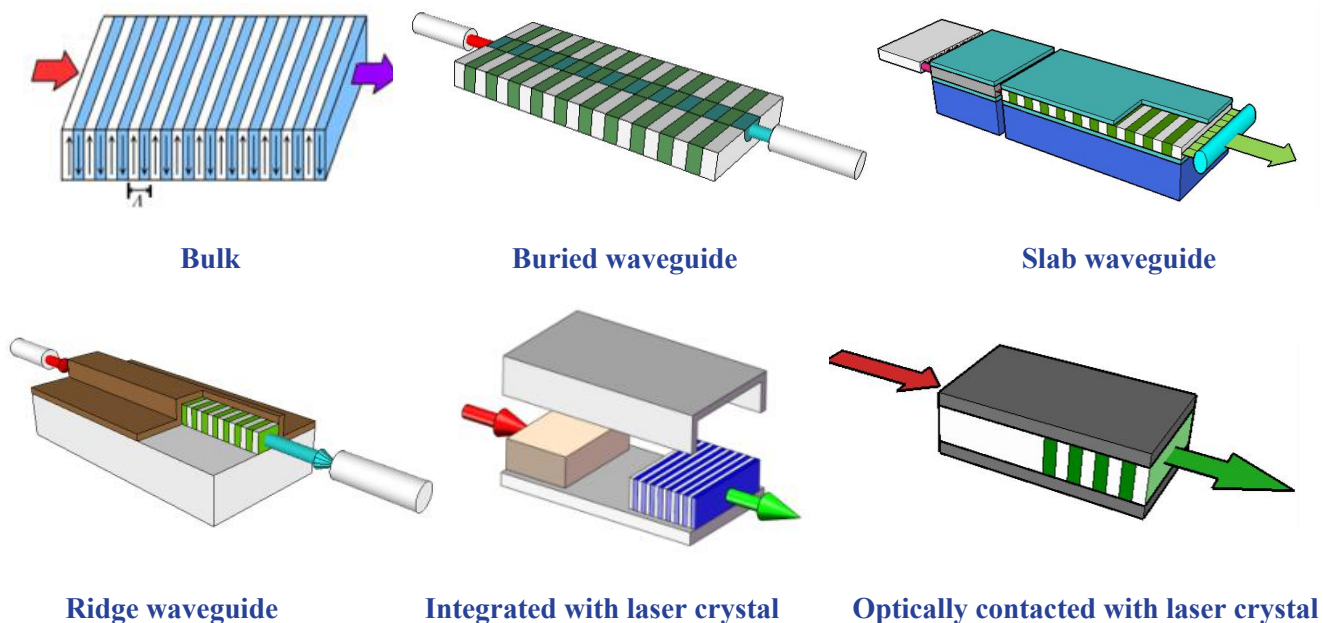 Λ
Bulk
Buried waveguide
Slab waveguide
Ridge waveguide
Integrated with laser crystal
Optically contacted with laser crystal